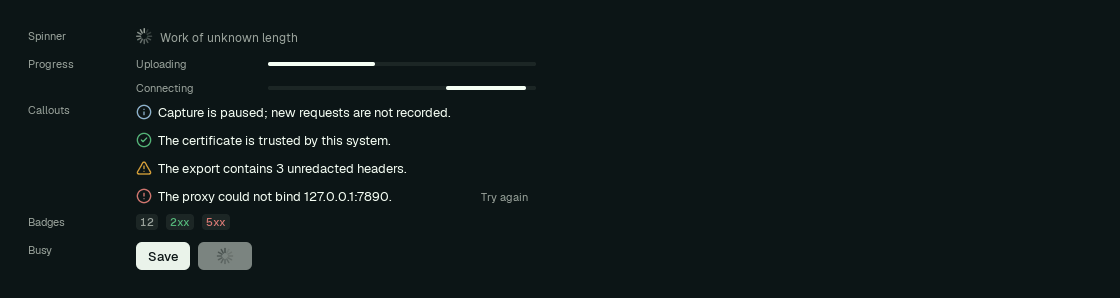 Spinner Work of unknown length
Progress Uploading
Connecting
Callouts Capture is paused; new requests are not recorded.
The certificate is trusted by this system.
The export contains 3 unredacted headers.
The proxy could not bind 127.0.0.1:7890. Try again
Badges 12 2xx 5xx
Busy Save